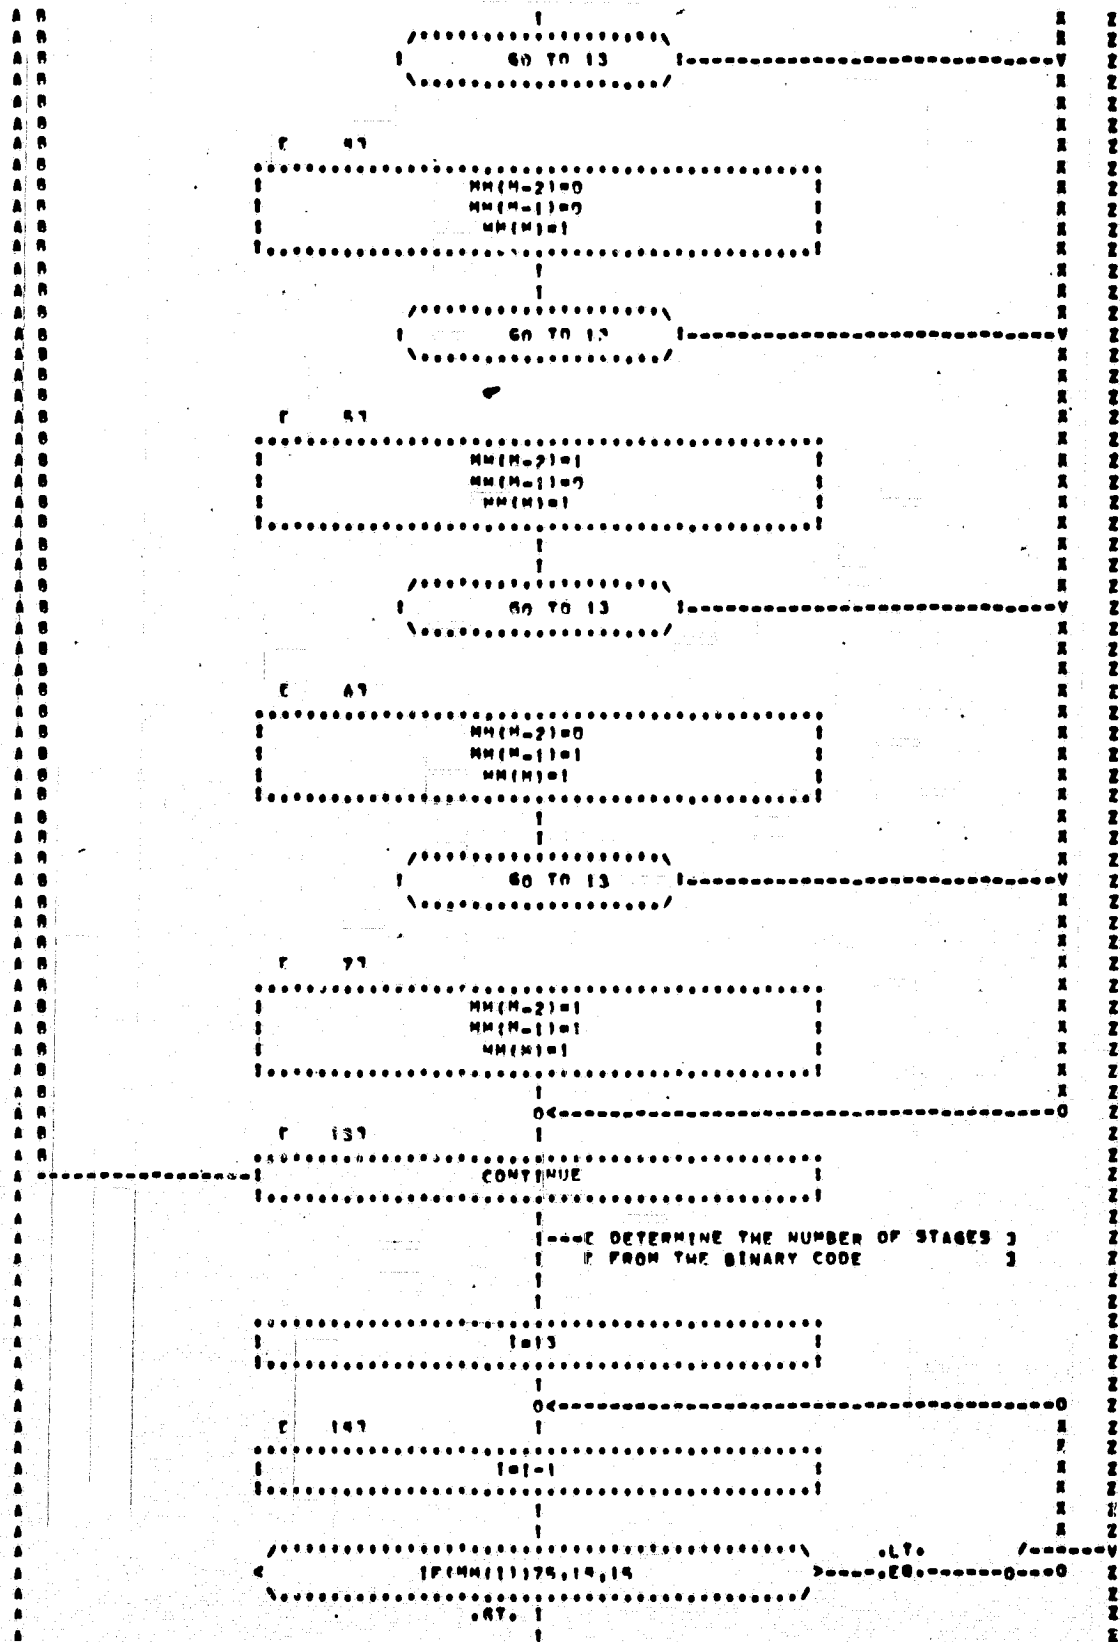 GO TO 13
[ 4]
MM(M-2)=0
MM(M-1)=0
MM(M)=1
GO TO 13
[ 5]
MM(M-2)=1
MM(M-1)=0
MM(M)=1
GO TO 13
[ 6]
MM(M-2)=0
MM(M-1)=1
MM(M)=1
GO TO 13
[ 7]
MM(M-2)=1
MM(M-1)=1
MM(M)=1
[ 13]
CONTINUE
[ DETERMINE THE NUMBER OF STAGES ]
[ FROM THE BINARY CODE ]
I=13
[ 14]
I=I-1
.LT.
IF(MM(I))75,14,15
.EQ.
.GT.